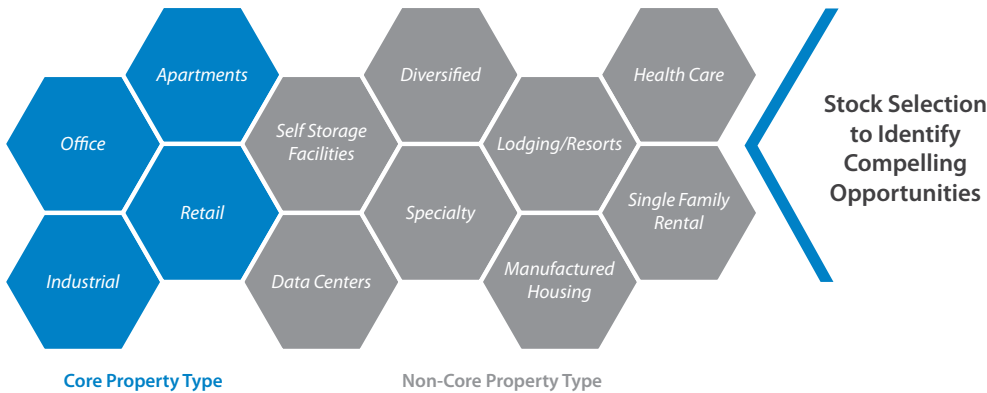 Apartments
Diversified
Health Care
Office
Self Storage
Facilities
Lodging/Resorts
Retail
Specialty
Single Family
Rental
Industrial
Data Centers
Manufactured
Housing
Stock Selection
to Identify
Compelling
Opportunities
Core Property Type
Non-Core Property Type